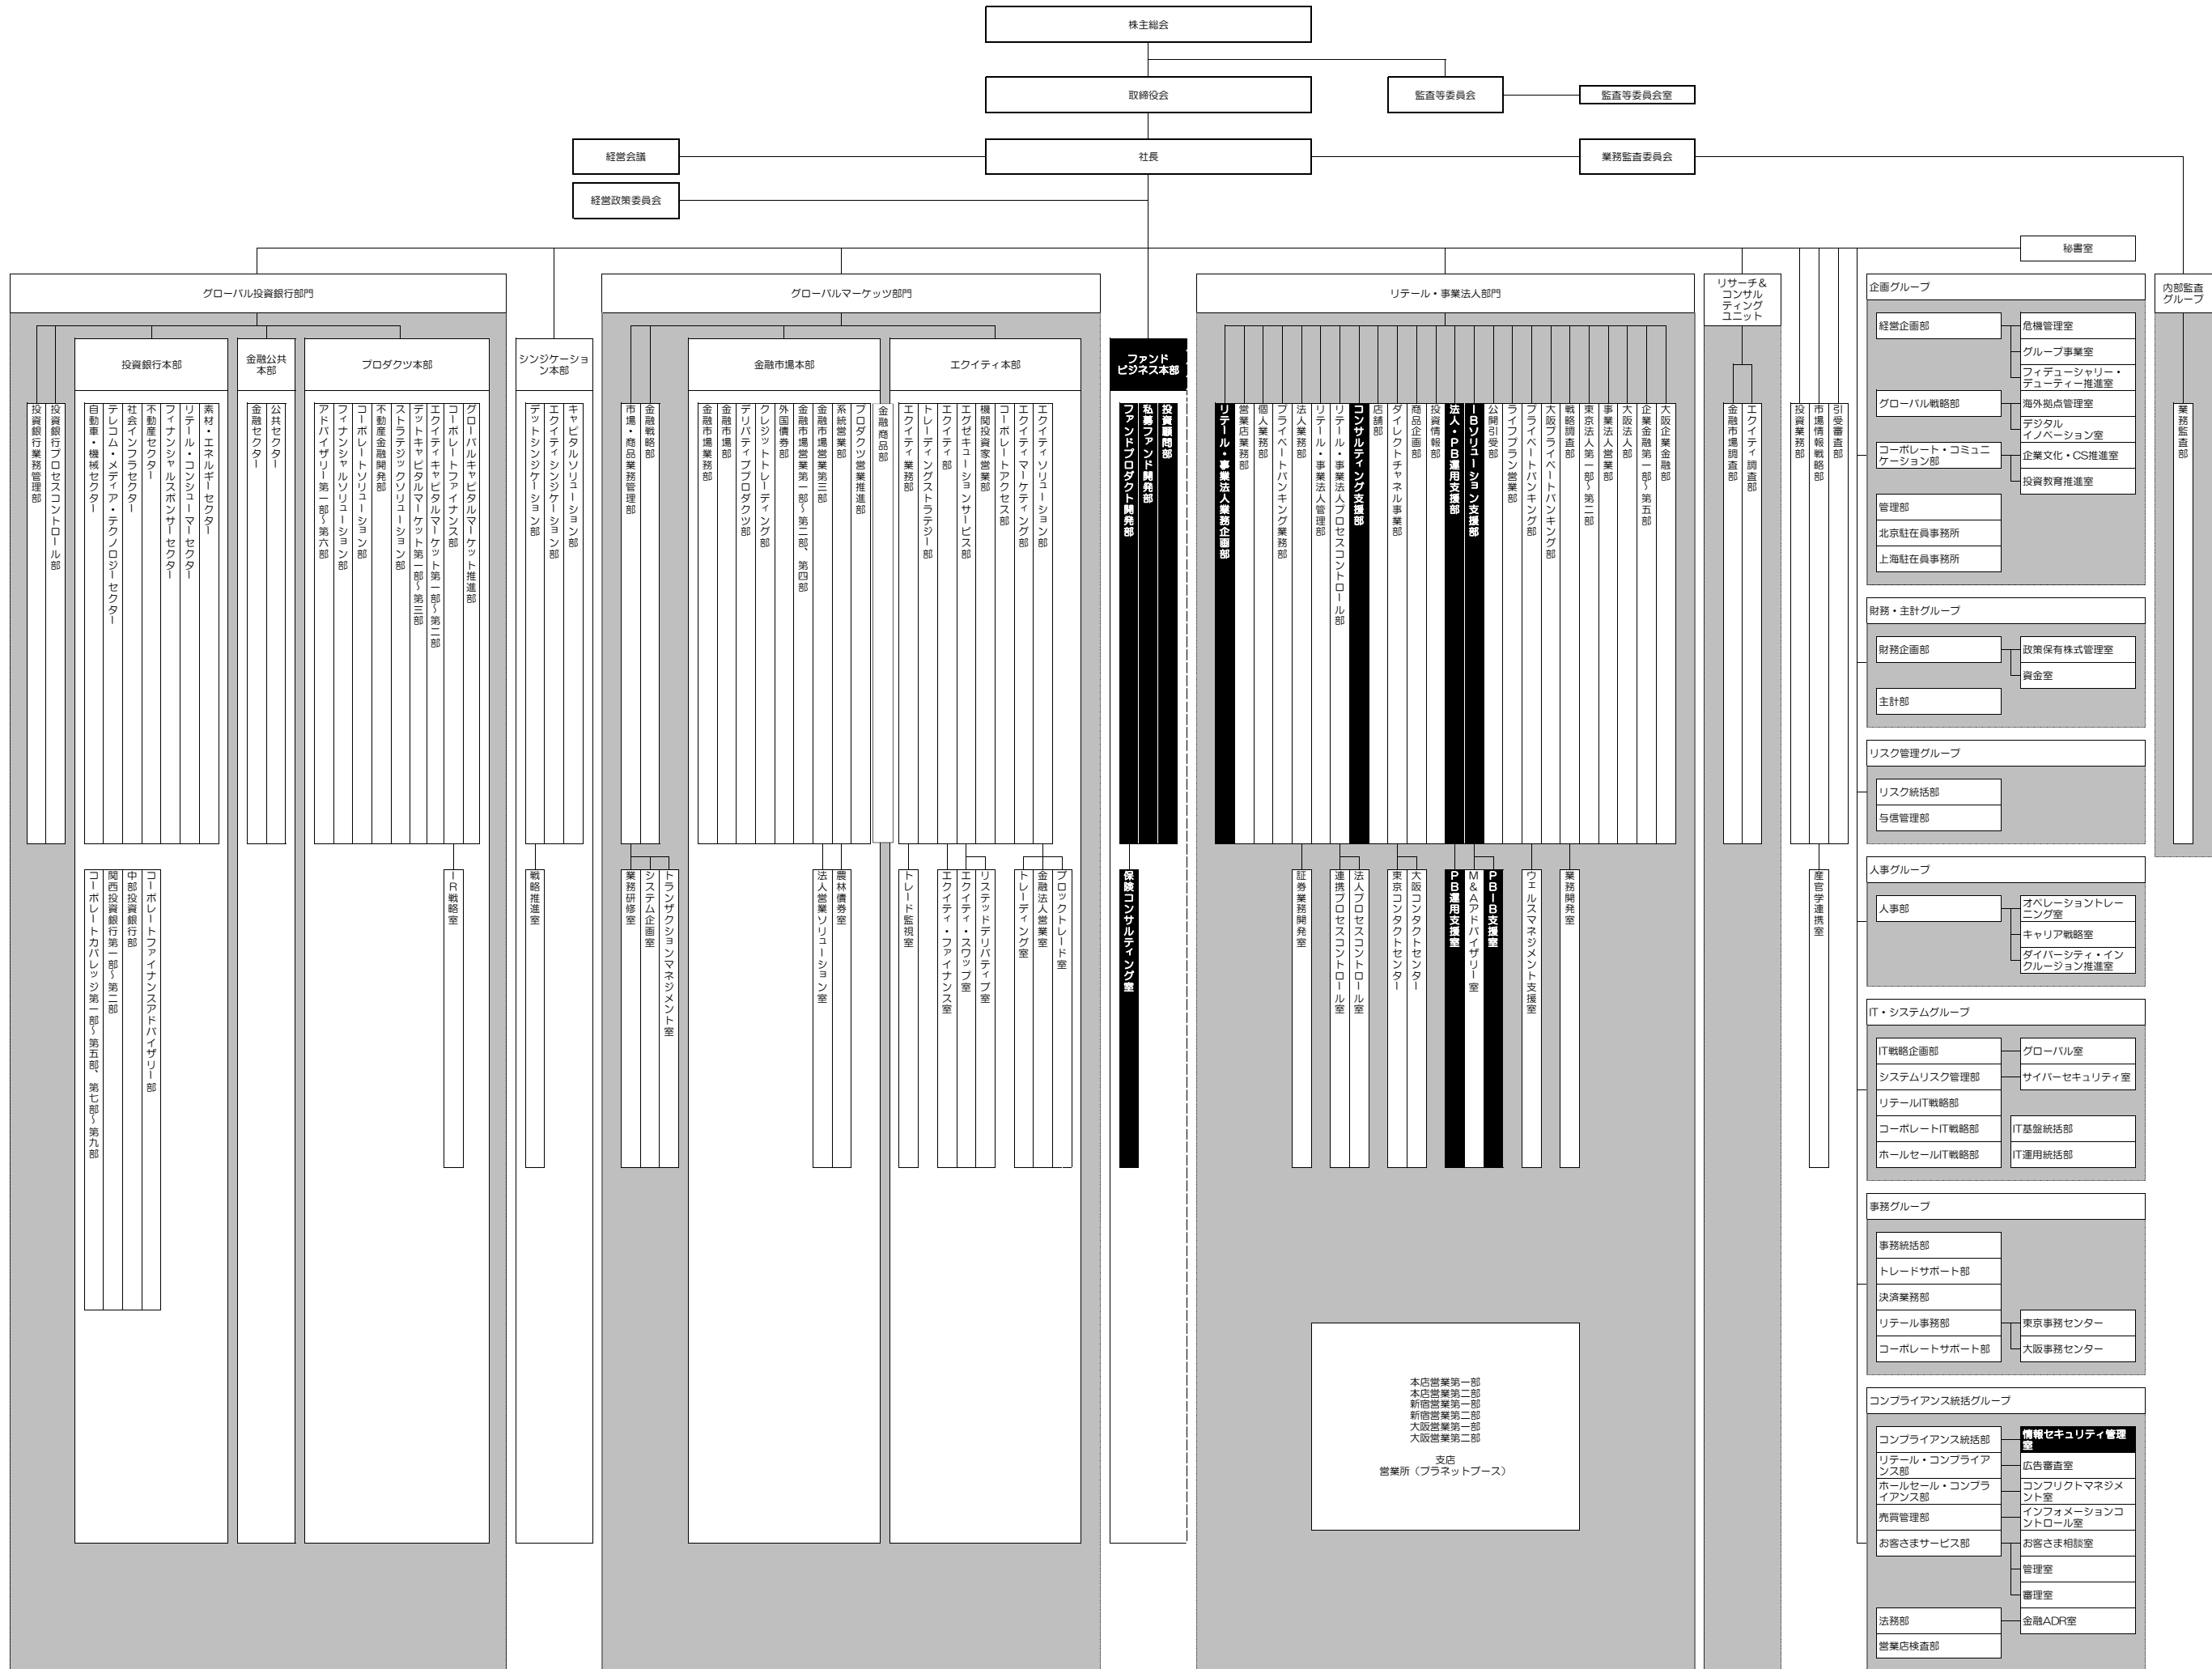 株主総会
取締役会
監査等委員会
監査等委員会室
経営会議
社長
業務監査委員会
経営政策委員会
秘書室
グローバル投資銀行部門
投資銀行業務管理部
投資銀行プロセスコントロール部
投資銀行本部
自動車・機械セクター
テレコム・メディア・テクノロジーセクター
社会インフラセクター
不動産セクター
フィナンシャルスポンサーセクター
リテール・コンシューマーセクター
素材・エネルギーセクター
コーポレートカバレッジ第一部~第五部、第七部~第九部
関西投資銀行第一部~第二部
中部投資銀行部
コーポレートファイナンスアドバイザリー部
金融公共
本部
金融セクター
公共セクター
プロダクツ本部
アドバイザリー第一部~第六部
フィナンシャルソリューション部
コーポレートソリューション部
不動産金融開発部
ストラテジックソリューション部
デットキャピタルマーケット第一部~第三部
エクイティキャピタルマーケット第一部~第二部
コーポレートファイナンス部
グローバルキャピタルマーケット推進部
IR戦略室
シンジケーショ
ン本部
デットシンジケーション部
エクイティシンジケーション部
キャピタルソリューション部
戦略推進室
グローバルマーケッツ部門
市場・商品業務管理部
金融戦略部
業務研修室
システム企画室
トランザクションマネジメント室
金融市場本部
金融市場業務部
金融市場部
デリバティブプロダクツ部
クレジットトレーディング部
外国債券部
金融市場営業第一部~第二部、第四部
金融市場営業第三部
系統営業部
プロダクツ営業推進部
金融商品部
法人営業ソリューション室
農林債券室
エクイティ本部
エクイティ業務部
トレーディングストラテジー部
エクイティ部
エグゼキューションサービス部
機関投資家営業部
コーポレートアクセス部
エクイティマーケティング部
エクイティソリューション部
トレード監視室
エクイティ・ファイナンス室
エクイティ・スワップ室
リステッドデリバティブ室
トレーディング室
金融法人営業室
ブロックトレード室
ファンド
ビジネス本部
ファンドプロダクト開発部
私募ファンド開発部
投資顧問部
保険コンサルティング室
リテール・事業法人部門
リテール・事業法人業務企画部
営業店業務部
個人業務部
プライベートバンキング業務部
法人業務部
リテール・事業法人管理部
リテール・事業法人プロセスコントロール部
コンサルティング支援部
店舗部
ダイレクトチャネル事業部
商品企画部
投資情報部
法人・PB運用支援部
IBソリューション支援部
公開引受部
ライフプラン営業部
プライベートバンキング部
大阪プライベートバンキング部
戦略調査部
東京法人第一部~第二部
事業法人営業部
大阪法人部
企業金融第一部~第五部
大阪企業金融部
証券業務開発室
連携プロセスコントロール室
法人プロセスコントロール室
東京コンタクトセンター
大阪コンタクトセンター
PB運用支援室
M&Aアドバイザリー室
PB-IB支援室
ウェルスマネジメント支援室
業務開発室
本店営業第一部
本店営業第二部
新宿営業第一部
新宿営業第二部
大阪営業第一部
大阪営業第二部
支店
営業所(プラネットブース)
リサーチ&
コンサル
ティング
ユニット
金融市場調査部
エクイティ調査部
投資業務部
市場情報戦略部
引受審査部
産官学連携室
企画グループ
経営企画部
危機管理室
グループ事業室
フィデューシャリー・
デューティー推進室
グローバル戦略部
海外拠点管理室
デジタル
イノベーション室
コーポレート・コミュニ
ケーション部
企業文化・CS推進室
投資教育推進室
管理部
北京駐在員事務所
上海駐在員事務所
財務・主計グループ
財務企画部
政策保有株式管理室
資金室
主計部
リスク管理グループ
リスク統括部
与信管理部
人事グループ
人事部
オペレーショントレー
ニング室
キャリア戦略室
ダイバーシティ・イン
クルージョン推進室
IT・システムグループ
IT戦略企画部
グローバル室
システムリスク管理部
サイバーセキュリティ室
リテールIT戦略部
コーポレートIT戦略部
IT基盤統括部
ホールセールIT戦略部
IT運用統括部
事務グループ
事務統括部
トレードサポート部
決済業務部
リテール事務部
東京事務センター
コーポレートサポート部
大阪事務センター
コンプライアンス統括グループ
コンプライアンス統括部
情報セキュリティ管理
室
リテール・コンプライア
ンス部
広告審査室
ホールセール・コンプラ
イアンス部
コンフリクトマネジメ
ント室
売買管理部
インフォメーションコ
ントロール室
お客さまサービス部
お客さま相談室
管理室
審理室
法務部
金融ADR室
営業店検査部
内部監査
グループ
業務監査部